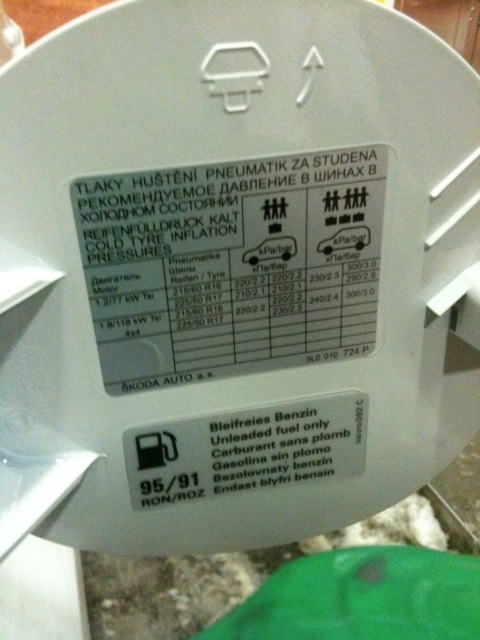 TLAKY HUŠTĚNÍ PNEUMATIK ZA STUDENA
РЕКОМЕНДУЕМОЕ ДАВЛЕНИЕ В ШИНАХ В
ХОЛОДНОМ СОСТОЯНИИ
REIFENFÜLLDRUCK KALT
COLD TYRE INFLATION
PRESSURES
kPa/bar
кПа/бар
kPa/bar
кПа/бар
Двигатель
Motor
Pneumatika
Шины
Reifen / Tyre
1.2/77 kW TSI
215/60 R16
220/2.2
220/2.2
230/2.3
300/3.0
225/50 R17
210/2.1
210/2.1
290/2.9
1.8/118 kW TSI
4x4
215/60 R16
220/2.2
220/2.2
240/2.4
300/3.0
225/50 R17
230/2.3
ŠKODA AUTO a.s.
5L0 010 724 P
Bleifreies Benzin
Unleaded fuel only
Carburant sans plomb
Gasolina sin plomo
Bezolovnatý benzín
Endast blyfri bensin
95/91
RON/ROZ